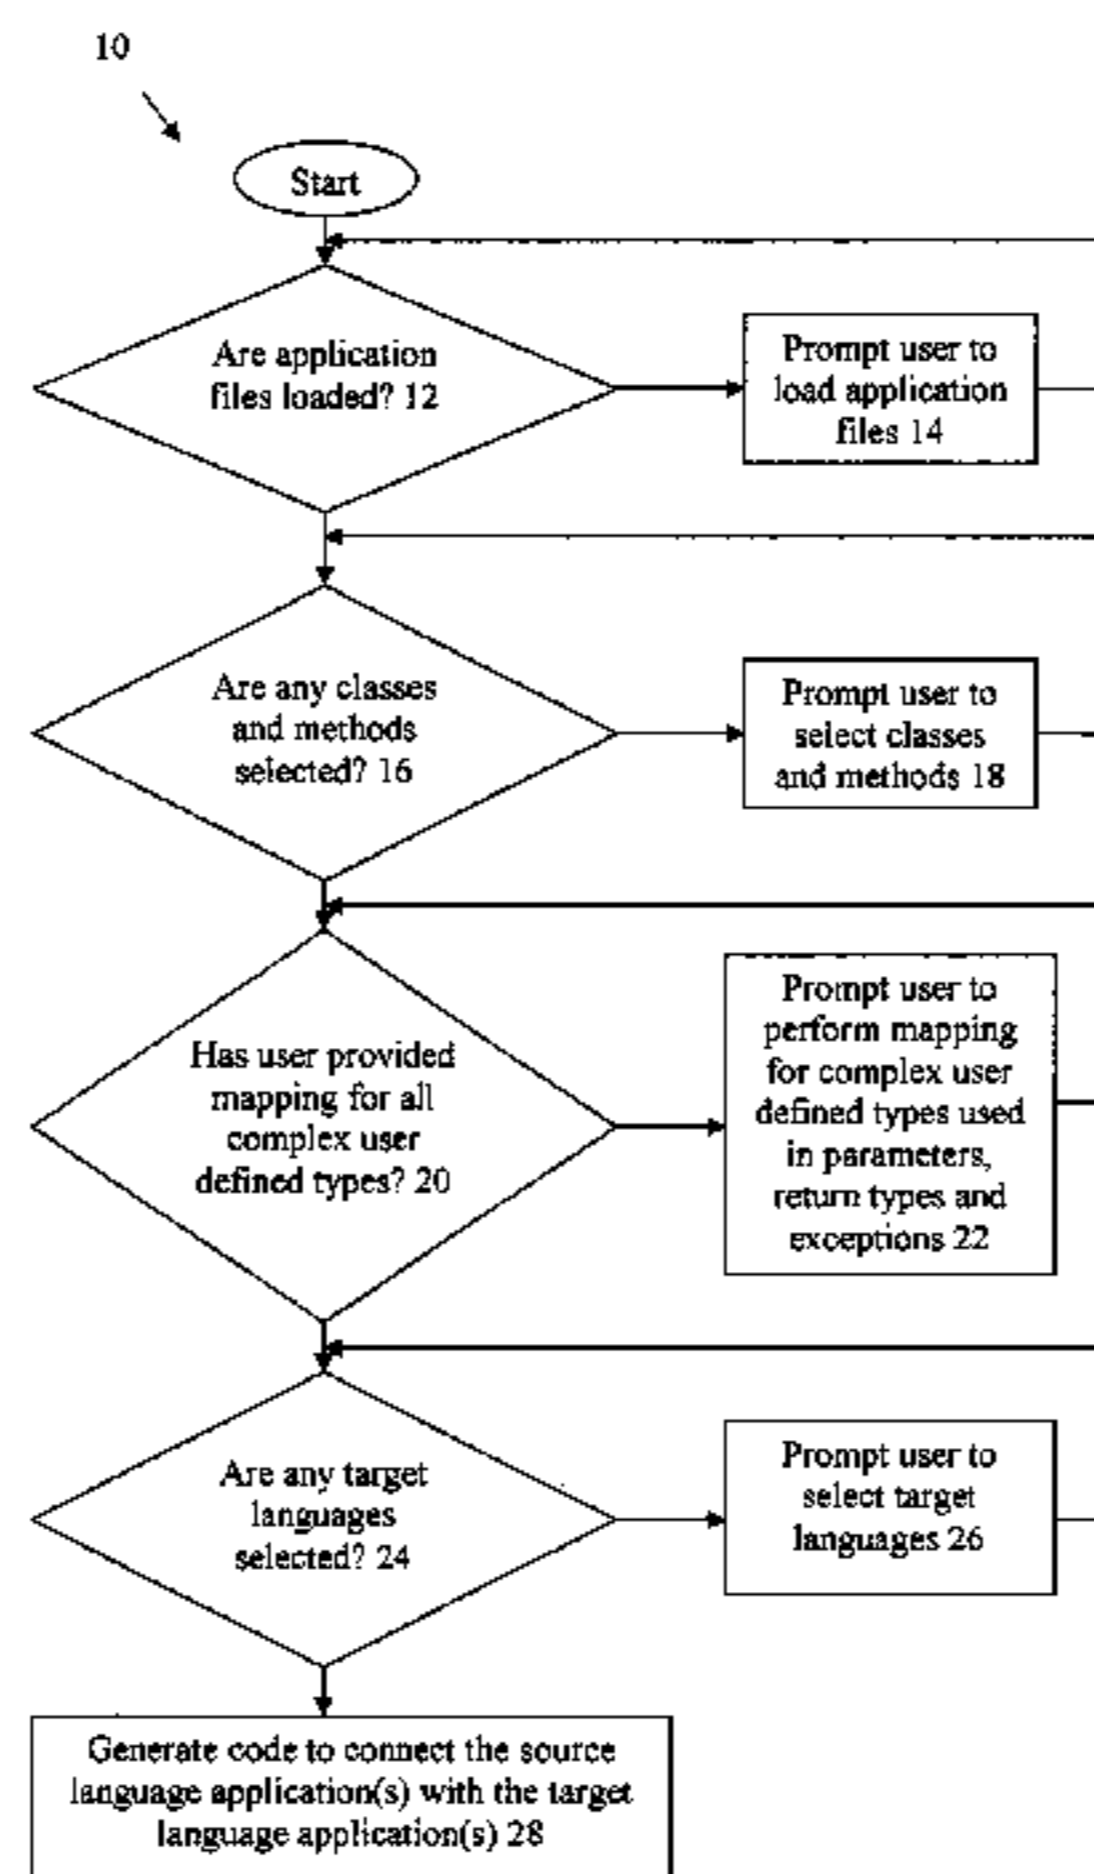 10
Start
Are application
files loaded? 12
Prompt user to
load application
files 14
Are any classes
and methods
selected? 16
Prompt user to
select classes
and methods 18
Has user provided
mapping for all
complex user
defined types? 20
Prompt user to
perform mapping
for complex user
defined types used
in parameters,
return types and
exceptions 22
Are any target
languages
selected? 24
Prompt user to
select target
languages 26
Generate code to connect the source
language application(s) with the target
language application(s) 28